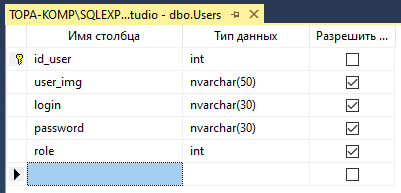 TOPA-KOMP\SQLEXP...tudio - dbo.Users
Имя столбца Тип данных Разрешить ...
id_user int
user_img nvarchar(50)
login nvarchar(30)
password nvarchar(30)
role int